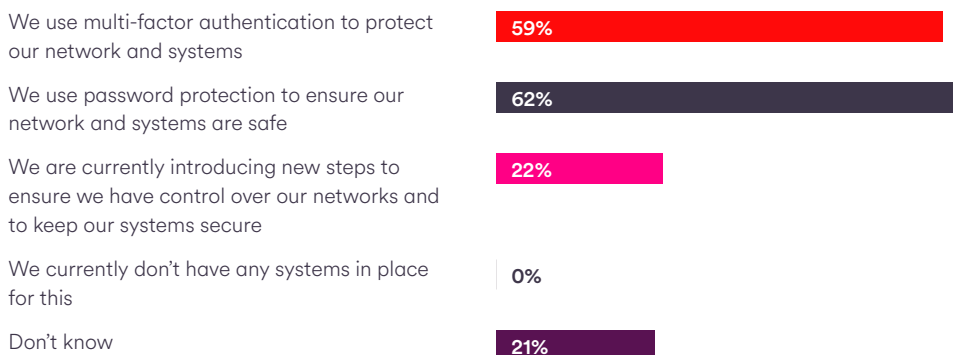 We use multi-factor authentication to protect
our network and systems
59%
We use password protection to ensure our
network and systems are safe
62%
We are currently introducing new steps to
ensure we have control over our networks and
to keep our systems secure
22%
We currently don’t have any systems in place
for this
0%
Don’t know
21%